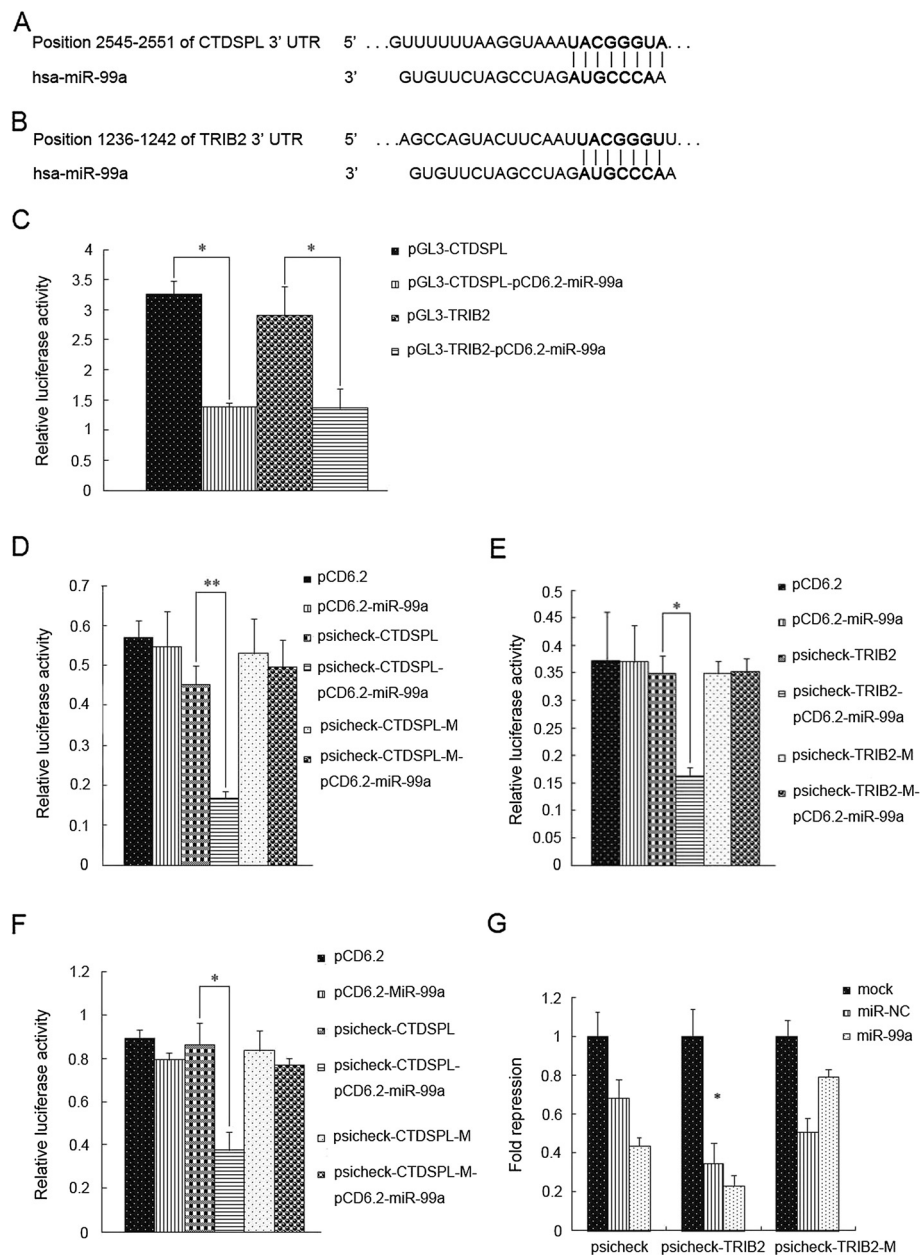 A
Position 2545-2551 of CTDSPL 3' UTR 5' ...GUUUUUUAAGGUAAAUACGGGUA...
hsa-miR-99a 3' GUGUUCUAGCCUAGAUGCCCAA
B
Position 1236-1242 of TRIB2 3' UTR 5' ...AGCCAGUACUUCAAUUACGGGUU...
hsa-miR-99a 3' GUGUUCUAGCCUAGAUGCCCAA
C
Relative luciferase activity
4
3.5
3
2.5
2
1.5
1
0.5
0
*
*
pGL3-CTDSPL
pGL3-CTDSPL-pCD6.2-miR-99a
pGL3-TRIB2
pGL3-TRIB2-pCD6.2-miR-99a
D
Relative luciferase activity
0.7
0.6
0.5
0.4
0.3
0.2
0.1
0
**
pCD6.2
pCD6.2-miR-99a
psicheck-CTDSPL
psicheck-CTDSPL-
pCD6.2-miR-99a
psicheck-CTDSPL-M
psicheck-CTDSPL-M-
pCD6.2-miR-99a
E
Relative luciferase activity
0.5
0.45
0.4
0.35
0.3
0.25
0.2
0.15
0.1
0.05
0
*
pCD6.2
pCD6.2-miR-99a
psicheck-TRIB2
psicheck-TRIB2-
pCD6.2-miR-99a
psicheck-TRIB2-M
psicheck-TRIB2-M-
pCD6.2-miR-99a
F
Relative luciferase activity
1.2
1
0.8
0.6
0.4
0.2
0
*
pCD6.2
pCD6.2-MiR-99a
psicheck-CTDSPL
psicheck-CTDSPL-
pCD6.2-miR-99a
psicheck-CTDSPL-M
psicheck-CTDSPL-M-
pCD6.2-miR-99a
G
Fold repression
1.2
1
0.8
0.6
0.4
0.2
0
*
mock
miR-NC
miR-99a
psicheck psicheck-TRIB2 psicheck-TRIB2-M